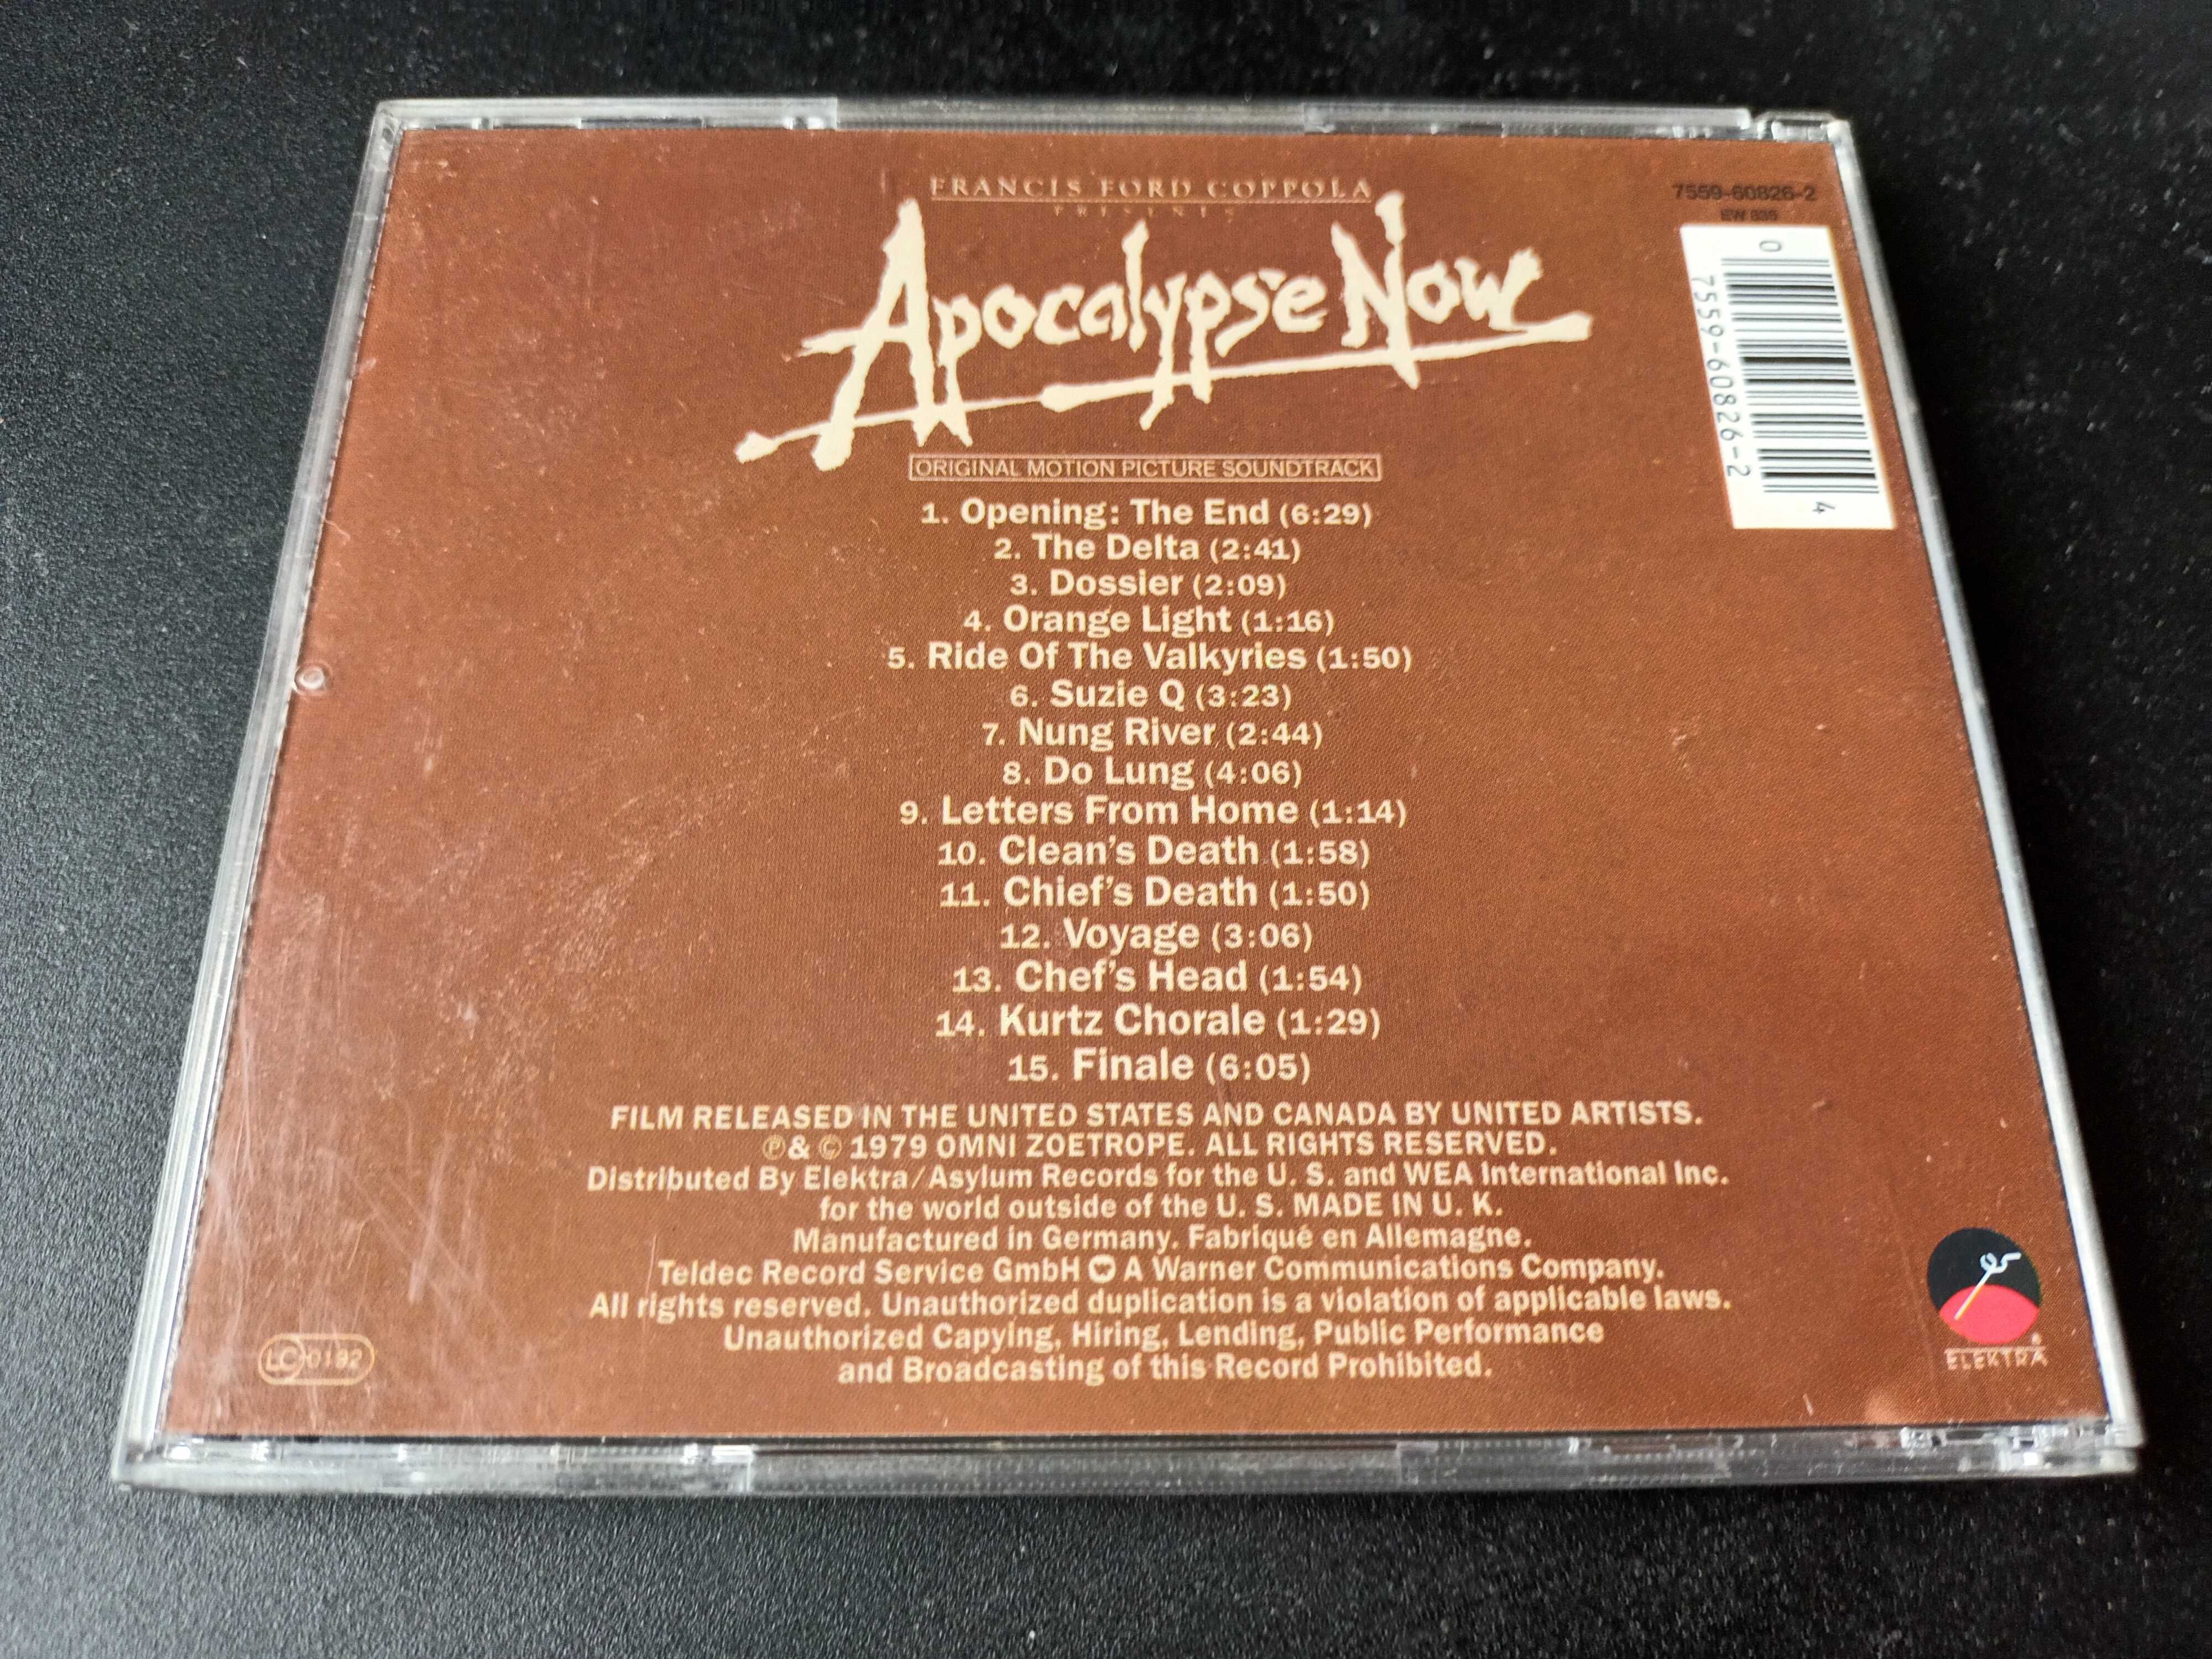 FRANCIS FORD COPPOLA
PRESENTS
Apocalypse Now
ORIGINAL MOTION PICTURE SOUNDTRACK
7559-60826-2
0 7559-60826-2 4
1. Opening: The End (6:29)
2. The Delta (2:41)
3. Dossier (2:09)
4. Orange Light (1:16)
5. Ride Of The Valkyries (1:50)
6. Suzie Q (3:23)
7. Nung River (2:44)
8. Do Lung (4:06)
9. Letters From Home (1:14)
10. Clean's Death (1:58)
11. Chief's Death (1:50)
12. Voyage (3:06)
13. Chef's Head (1:54)
14. Kurtz Chorale (1:29)
15. Finale (6:05)
FILM RELEASED IN THE UNITED STATES AND CANADA BY UNITED ARTISTS.
℗& © 1979 OMNI ZOETROPE. ALL RIGHTS RESERVED.
Distributed By Elektra/Asylum Records for the U. S. and WEA International Inc.
for the world outside of the U. S. MADE IN U. K.
Manufactured in Germany. Fabriqué en Allemagne.
Teldec Record Service GmbH A Warner Communications Company.
All rights reserved. Unauthorized duplication is a violation of applicable laws.
Unauthorized Capying, Hiring, Lending, Public Performance
and Broadcasting of this Record Prohibited.
LC 0192
ELEKTRA ®